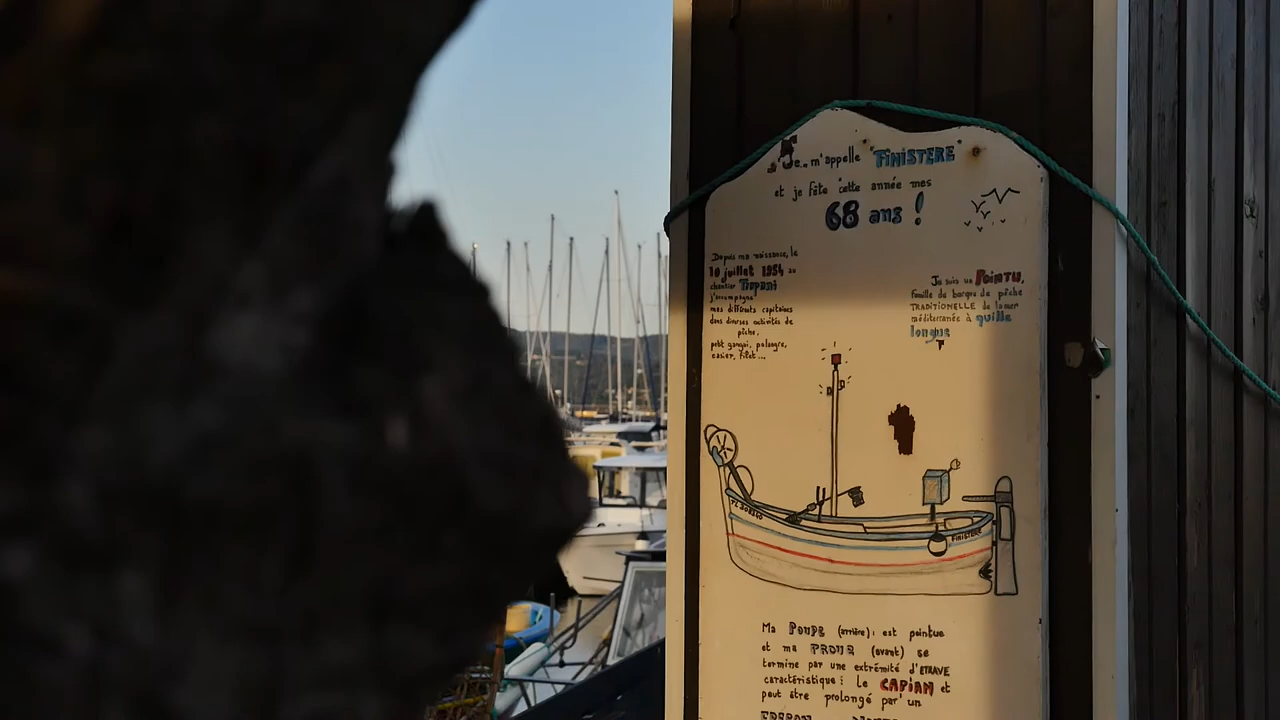 Je.. m'appelle "FINISTERE"
et je fête cette année mes
68 ans !
Depuis ma naissance, le
10 juillet 1954 au
chantier Trapani
j'accompagne
mes différents capitaines
dans diverses activités de
pêche,
petit gangui, palangre,
casier, filet...
Je suis un POINTU,
famille de barque de pêche
TRADITIONELLE de la mer
méditerranée à quille
longue
FINISTERE
Ma POUPE (arrière) : est pointue
et ma PROUE (avant) se
termine par une extrémité d'ETRAVE
caractéristique : le CAPIAN et
peut être prolongé par un